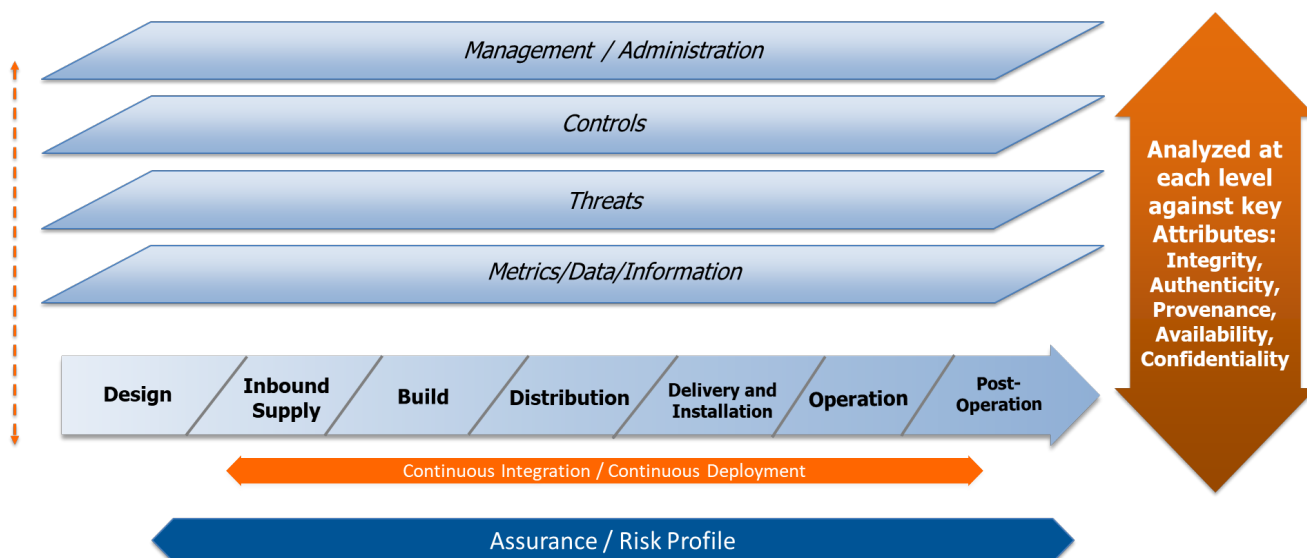 Management / Administration
Controls
Threats
Metrics/Data/Information
Analyzed at
each level
against key
Attributes:
Integrity,
Authenticity,
Provenance,
Availability,
Confidentiality
Design
Inbound
Supply
Build
Distribution
Delivery and
Installation
Operation
Post-
Operation
Continuous Integration / Continuous Deployment
Assurance / Risk Profile